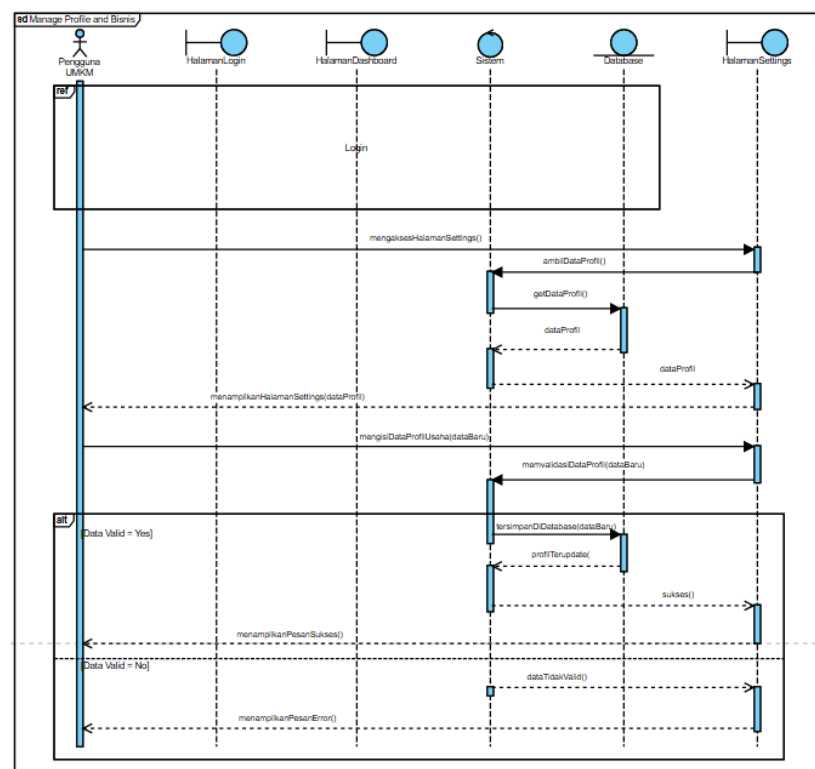 sd Manage Profile and Bisnis
Pengguna
UMKM
HalamanLogin
HalamanDashboard
Sistem
Database
HalamanSettings
ref
Login
mengaksesHalamanSettings()
ambilDataProfil()
getDataProfil()
dataProfil
dataProfil
menampilkanHalamanSettings(dataProfil)
mengisiDataProfilUsaha(dataBaru)
memvalidasiDataProfil(dataBaru)
alt
[Data Valid = Yes]
tersimpanDiDatabase(dataBaru)
profilTerupdate(
sukses()
menampilkanPesanSukses()
[Data Valid = No]
dataTidakValid()
menampilkanPesanError()